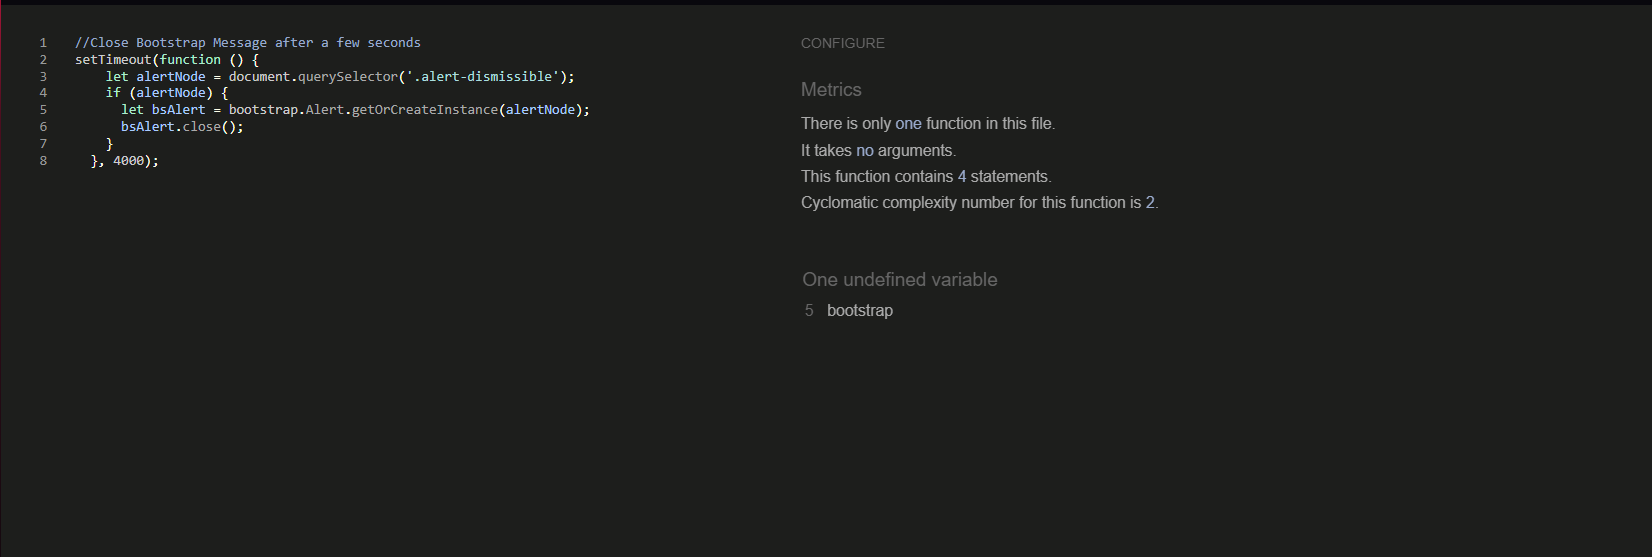 1 //Close Bootstrap Message after a few seconds
2 setTimeout(function () {
3 let alertNode = document.querySelector('.alert-dismissible');
4 if (alertNode) {
5 let bsAlert = bootstrap.Alert.getOrCreateInstance(alertNode);
6 bsAlert.close();
7 }
8 }, 4000);
CONFIGURE
Metrics
There is only one function in this file.
It takes no arguments.
This function contains 4 statements.
Cyclomatic complexity number for this function is 2.
One undefined variable
5 bootstrap